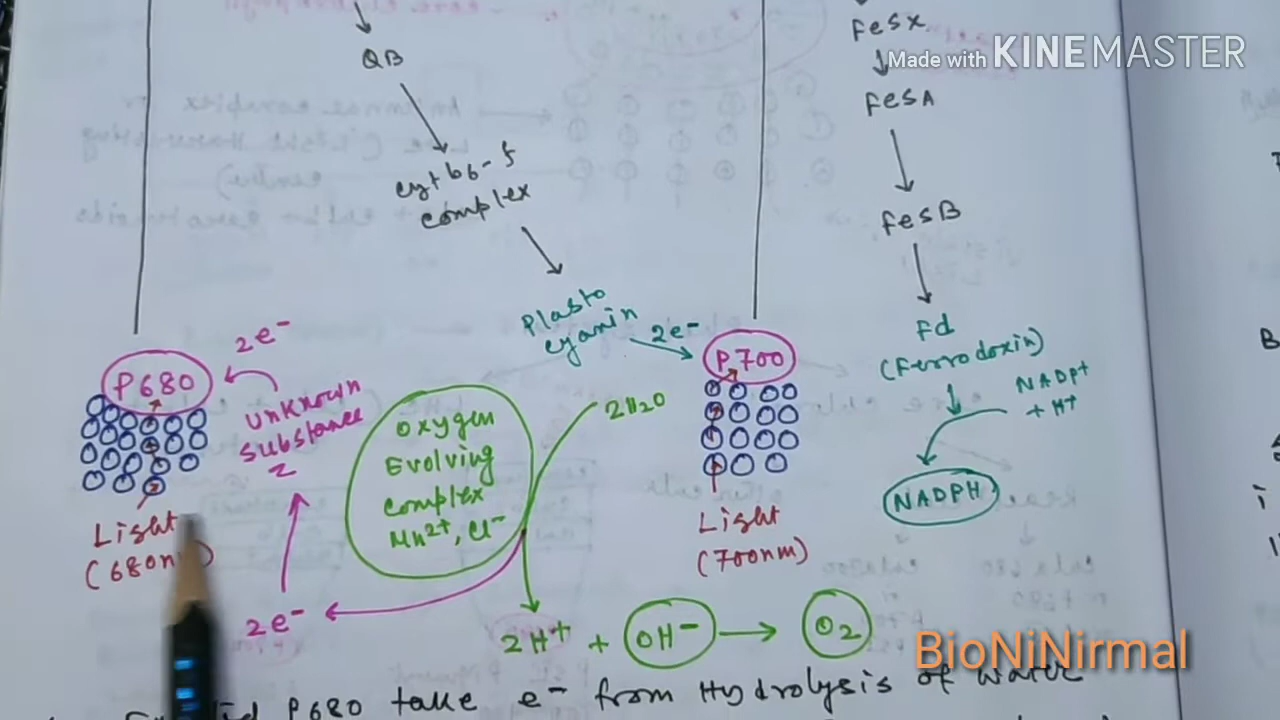 QB
cyt b6-f
complex
Plasto
cyanin
2e-
P680
2e-
Unknown
Substance
Z
Light
2e-
Oxygen
Evolving
complex
Mn2+, Cl-
2H2O
2H+ + OH- → O2
P700
Light
(700nm)
FeSX
FeSA
FeSB
Fd
(Ferrodoxin)
NADP+
+ H+
NADPH
P680 take e- from Hydrolysis of water
Made with KINEMASTER
BioNiNirmal